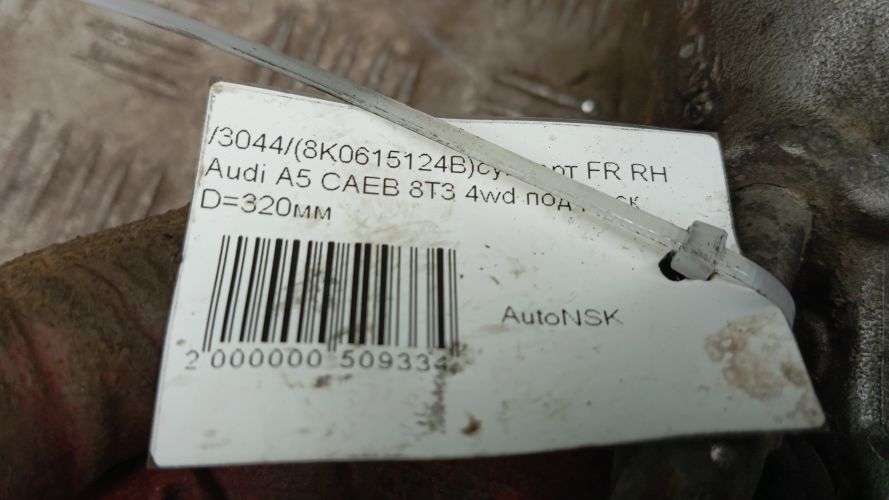 /3044/(8K0615124B) FR RH
Audi A5 CAEB 8T3 4wd под
D=320мм
AutoNSK
2 000000 509334